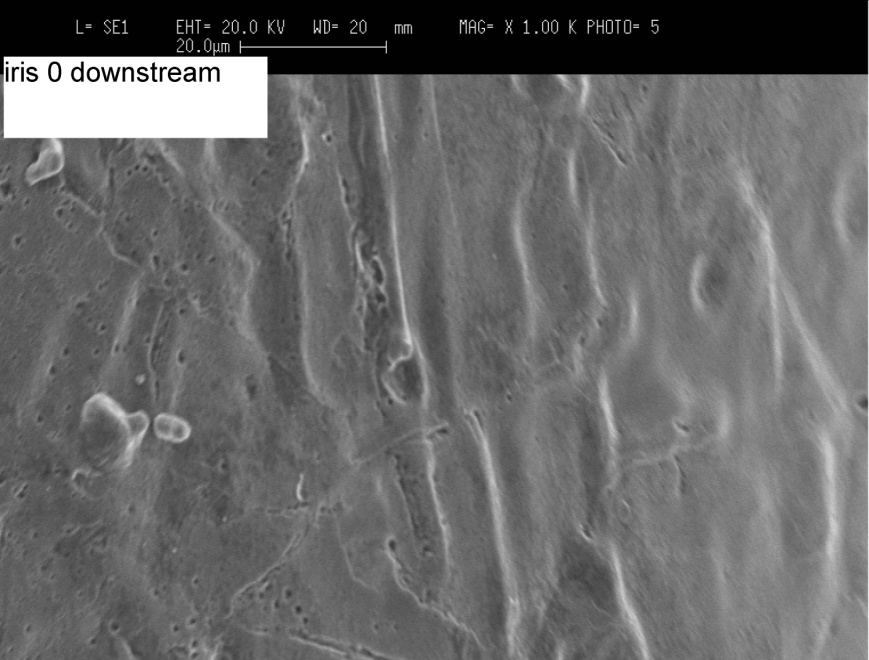 L= SE1 EHT= 20.0 KV WD= 20 mm MAG= X 1.00 K PHOTO= 5
20.0µm
iris 0 downstream